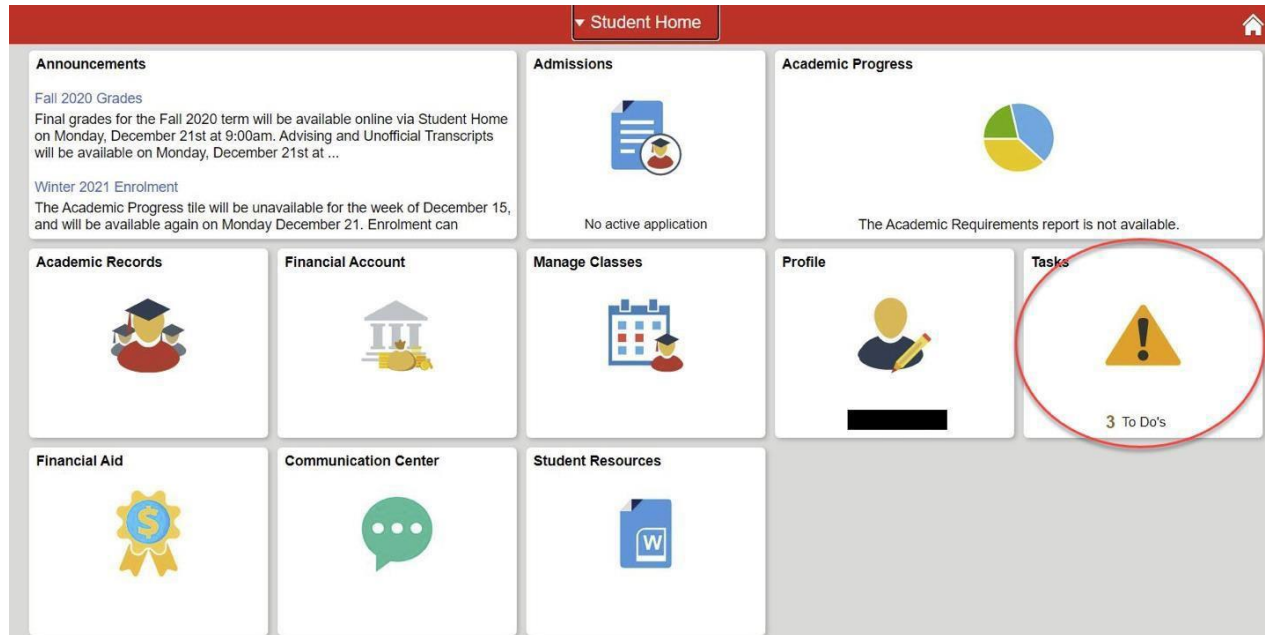 Student Home
Announcements
Fall 2020 Grades
Final grades for the Fall 2020 term will be available online via Student Home
on Monday, December 21st at 9:00am. Advising and Unofficial Transcripts
will be available on Monday, December 21st at ...
Winter 2021 Enrolment
The Academic Progress tile will be unavailable for the week of December 15,
and will be available again on Monday December 21. Enrolment can
Admissions
No active application
Academic Progress
The Academic Requirements report is not available.
Academic Records
Financial Account
Manage Classes
Profile
Tasks
3 To Do's
Financial Aid
$
Communication Center
Student Resources
W